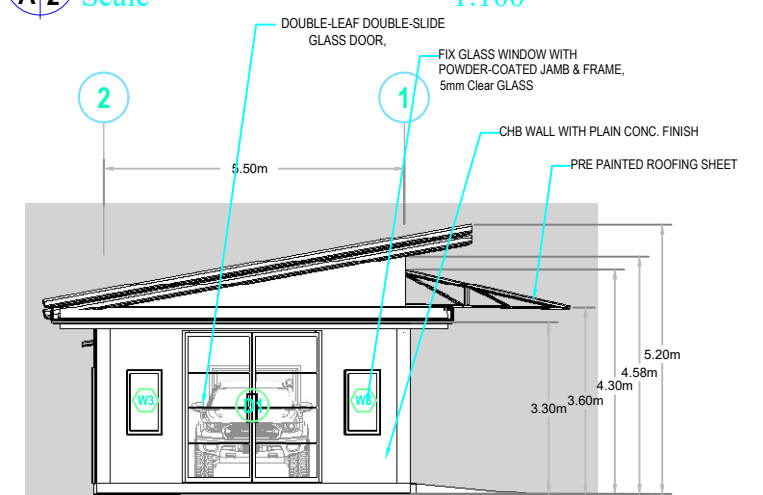 A 2 Scale 1:100
DOUBLE-LEAF DOUBLE-SLIDE
GLASS DOOR,
FIX GLASS WINDOW WITH
POWDER-COATED JAMB & FRAME,
5mm Clear GLASS
2
1
CHB WALL WITH PLAIN CONC. FINISH
5.50m
PRE PAINTED ROOFING SHEET
5.20m
4.58m
4.30m
3.60m
3.30m
W3
D1